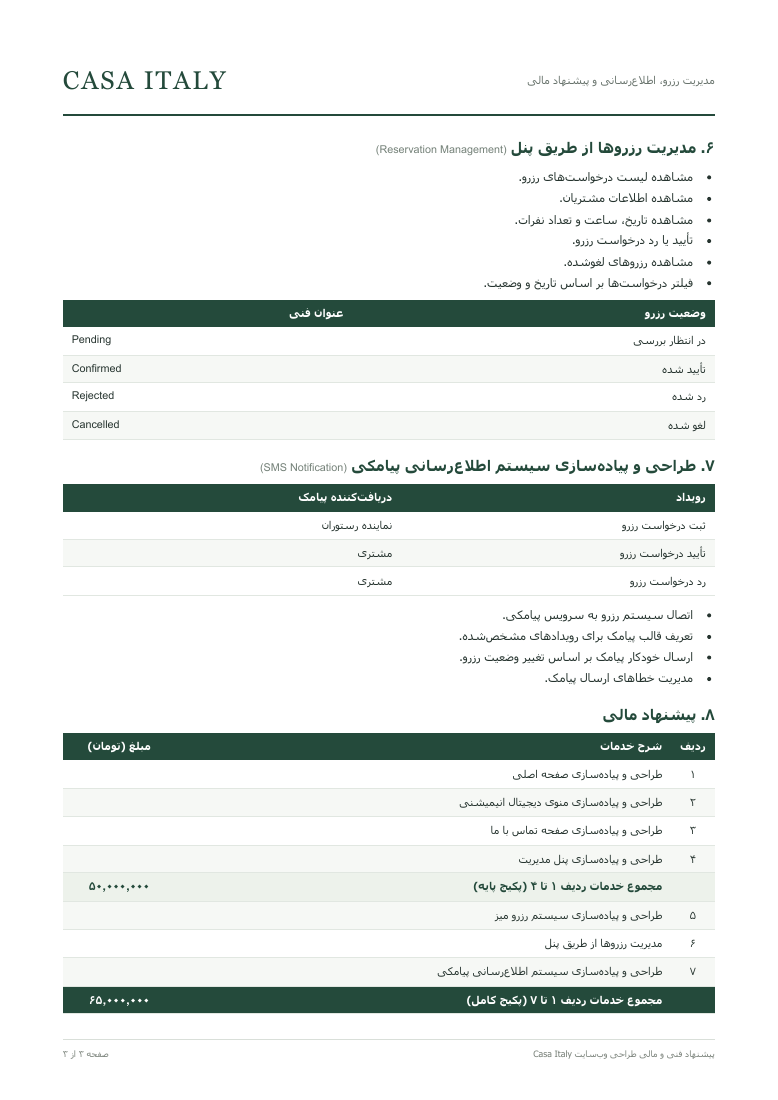 CASA ITALY
مدیریت رزرو، اطلاع‌رسانی و پیشنهاد مالی
۶. مدیریت رزروها از طریق پنل (Reservation Management)
• مشاهده لیست درخواست‌های رزرو.
• مشاهده اطلاعات مشتریان.
• مشاهده تاریخ، ساعت و تعداد نفرات.
• تأیید یا رد درخواست رزرو.
• مشاهده رزروهای لغوشده.
• فیلتر درخواست‌ها بر اساس تاریخ و وضعیت.
وضعیت رزرو عنوان فنی
در انتظار بررسی Pending
تأیید شده Confirmed
رد شده Rejected
لغو شده Cancelled
۷. طراحی و پیاده‌سازی سیستم اطلاع‌رسانی پیامکی (SMS Notification)
رویداد دریافت‌کننده پیامک
ثبت درخواست رزرو نماینده رستوران
تأیید درخواست رزرو مشتری
رد درخواست رزرو مشتری
• اتصال سیستم رزرو به سرویس پیامکی.
• تعریف قالب پیامک برای رویدادهای مشخص‌شده.
• ارسال خودکار پیامک بر اساس تغییر وضعیت رزرو.
• مدیریت خطاهای ارسال پیامک.
۸. پیشنهاد مالی
ردیف شرح خدمات مبلغ (تومان)
۱ طراحی و پیاده‌سازی صفحه اصلی
۲ طراحی و پیاده‌سازی منوی دیجیتال انیمیشنی
۳ طراحی و پیاده‌سازی صفحه تماس با ما
۴ طراحی و پیاده‌سازی پنل مدیریت
مجموع خدمات ردیف ۱ تا ۴ (پکیج پایه) ۵۰,۰۰۰,۰۰۰
۵ طراحی و پیاده‌سازی سیستم رزرو میز
۶ مدیریت رزروها از طریق پنل
۷ طراحی و پیاده‌سازی سیستم اطلاع‌رسانی پیامکی
مجموع خدمات ردیف ۱ تا ۷ (پکیج کامل) ۶۵,۰۰۰,۰۰۰
پیشنهاد فنی و مالی طراحی وب‌سایت Casa Italy
صفحه ۳ از ۳